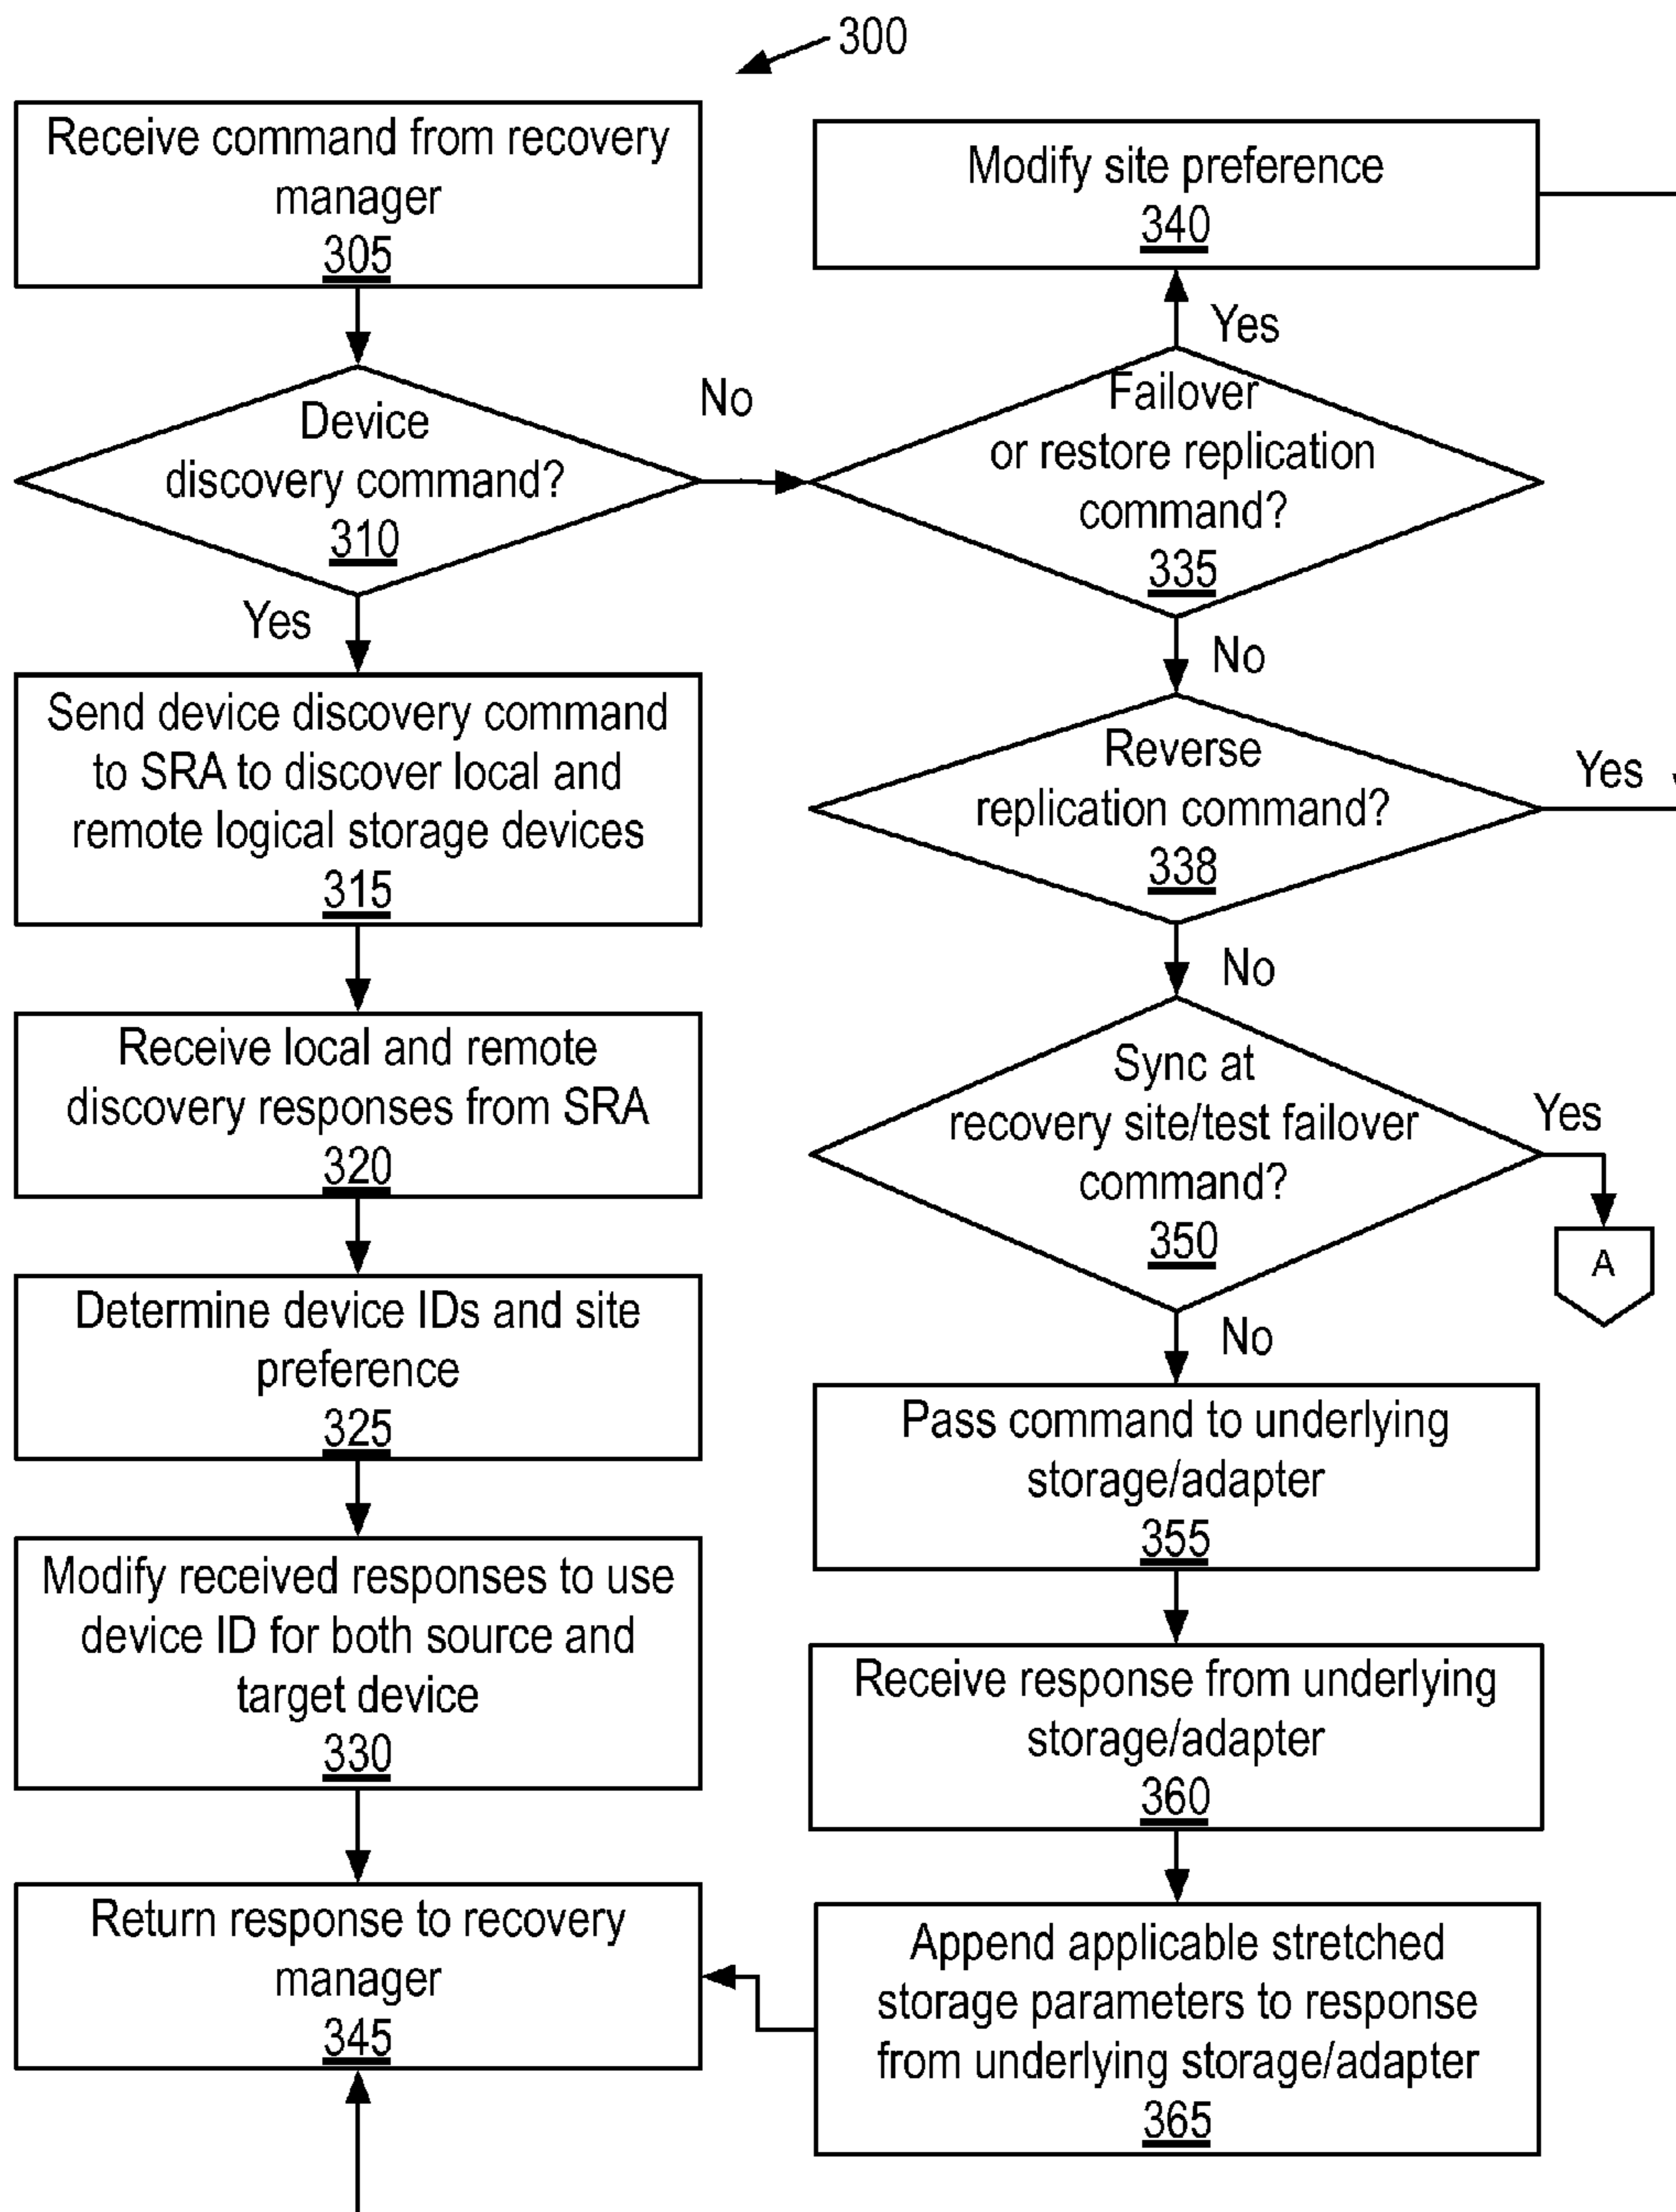 300
Receive command from recovery
manager
305
Device
discovery command?
310
No
Yes
Send device discovery command
to SRA to discover local and
remote logical storage devices
315
Receive local and remote
discovery responses from SRA
320
Determine device IDs and site
preference
325
Modify received responses to use
device ID for both source and
target device
330
Return response to recovery
manager
345
Modify site preference
340
Yes
Failover
or restore replication
command?
335
No
Reverse
replication command?
338
Yes
No
Sync at
recovery site/test failover
command?
350
Yes
A
No
Pass command to underlying
storage/adapter
355
Receive response from underlying
storage/adapter
360
Append applicable stretched
storage parameters to response
from underlying storage/adapter
365